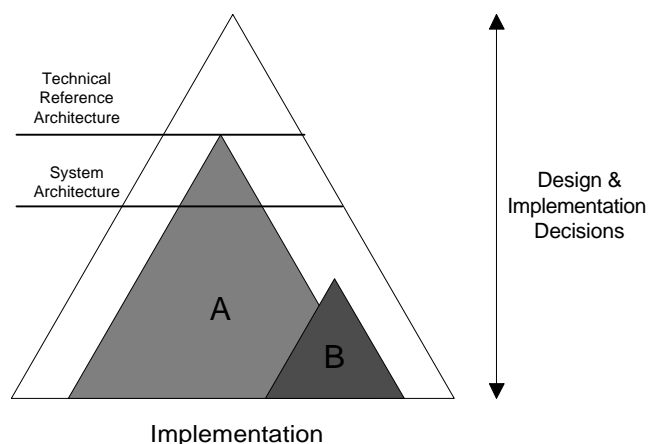 Technical
Reference
Architecture
System
Architecture
Design &
Implementation
Decisions
A
B
Implementation